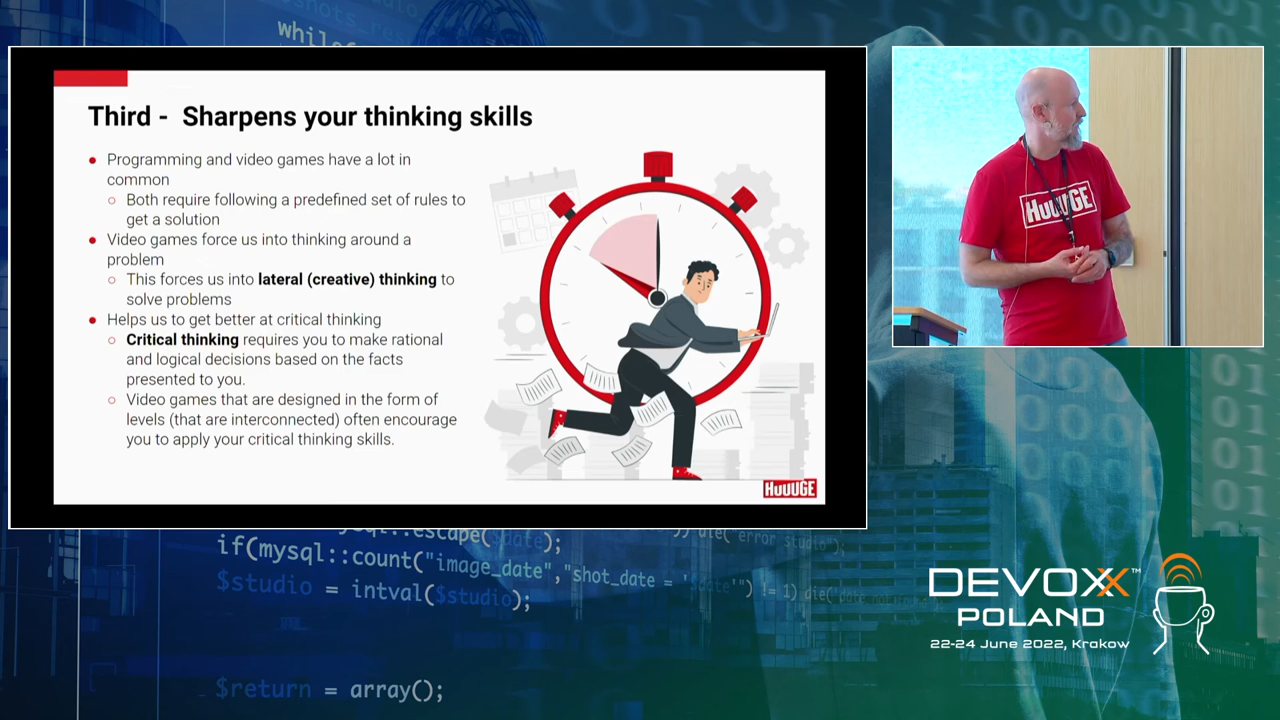 while
Third - Sharpens your thinking skills
● Programming and video games have a lot in
common
○ Both require following a predefined set of rules to
get a solution
● Video games force us into thinking around a
problem
○ This forces us into lateral (creative) thinking to
solve problems
● Helps us to get better at critical thinking
○ Critical thinking requires you to make rational
and logical decisions based on the facts
presented to you.
○ Video games that are designed in the form of
levels (that are interconnected) often encourage
you to apply your critical thinking skills.
HUUUGE
HUUUGE
if(mysql::count("image_date","shot_date = '$date'") != 1) die(
$studio = intval($studio);
$return = array();
DEVOXX™
POLAND
22-24 June 2022, Krakow